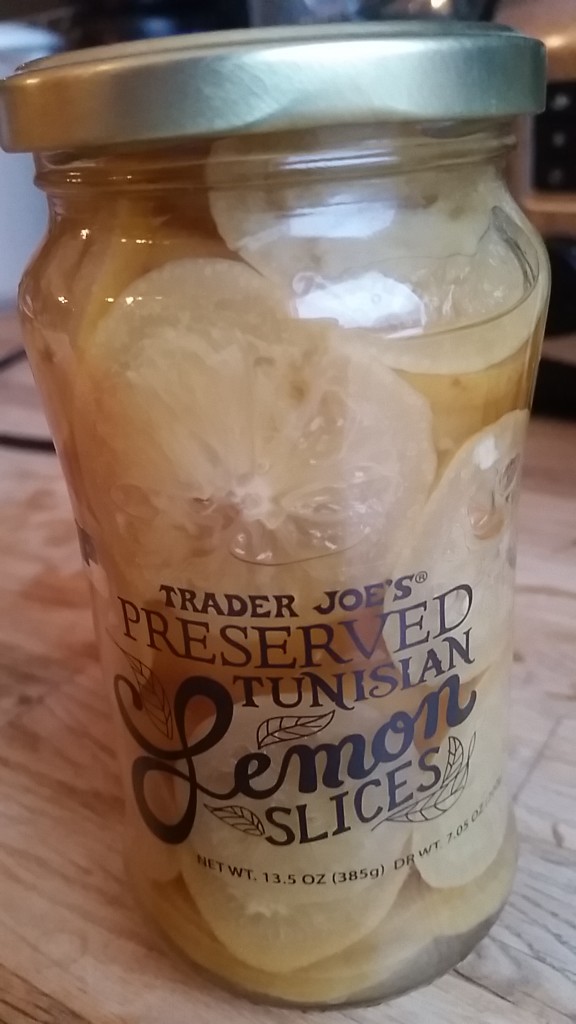 TRADER JOE'S®
PRESERVED
TUNISIAN
Lemon
SLICES
NET WT. 13.5 OZ (385g) DR WT. 7.05 OZ